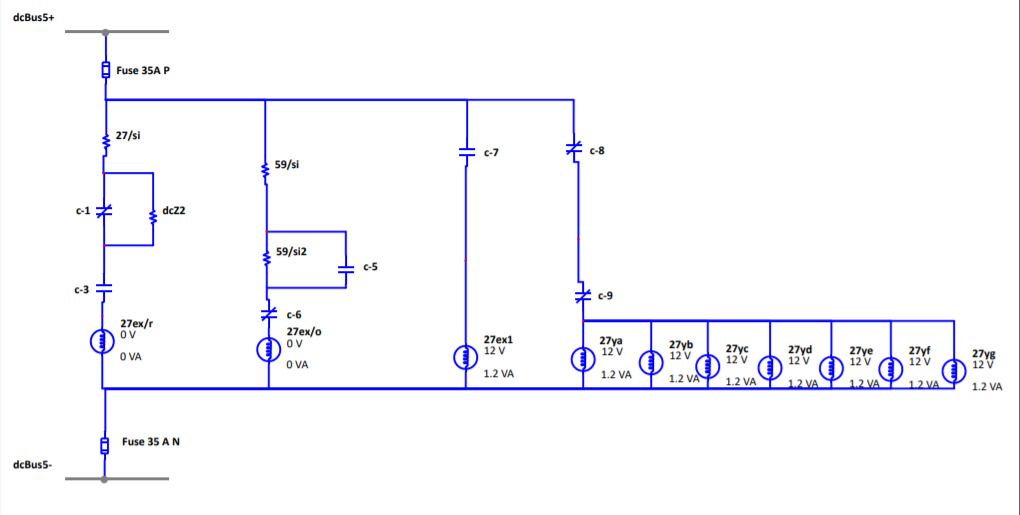 dcBus5+
Fuse 35A P
27/si
c-1
dcZ2
c-3
27ex/r
0 V
0 VA
59/si
59/si2
c-5
c-6
27ex/o
0 V
0 VA
c-7
27ex1
12 V
1.2 VA
c-8
c-9
27ya
12 V
1.2 VA
27yb
12 V
1.2 VA
27yc
12 V
1.2 VA
27yd
12 V
1.2 VA
27ye
12 V
1.2 VA
27yf
12 V
1.2 VA
27yg
12 V
1.2 VA
Fuse 35 A N
dcBus5-